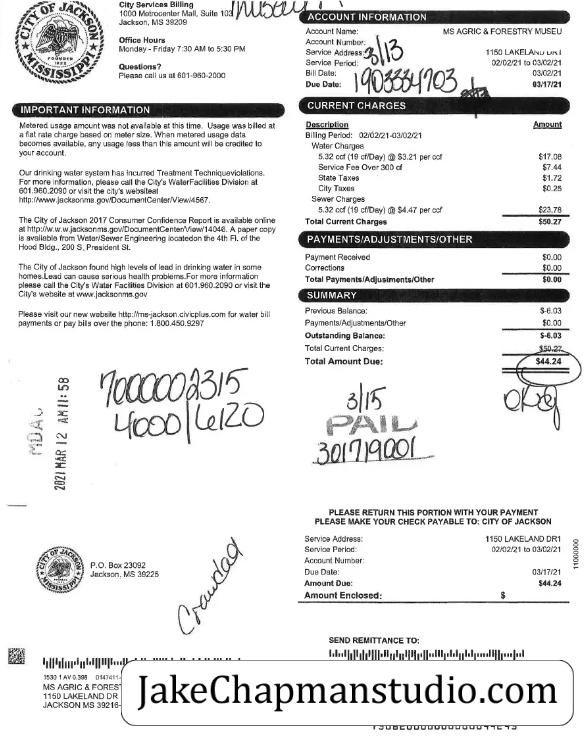 CITY OF JACKSON
MISSISSIPPI
FOUNDED
1822
City Services Billing
1000 Metrocenter Mall, Suite 103
Jackson, MS 39209
Office Hours
Monday - Friday 7:30 AM to 5:30 PM
Questions?
Please call us at 601-960-2000
IMPORTANT INFORMATION
Metered usage amount was not available at this time. Usage was billed at
a flat rate charge based on meter size. When metered usage data
becomes available, any usage less than this amount will be credited to
your account.
Our drinking water system has incurred Treatment Techniqueviolations.
For more information, please call the City's WaterFacilities Division at
601.960.2090 or visit the city's websitesl
http://www.jacksonms.gov/DocumentCenter/View/4567.
The City of Jackson 2017 Consumer Confidence Report is available online
at http://w.w.w.jacksonms.gov/DocumentCenter/View/14046. A paper copy
is available from Water/Sewer Engineering locatedon the 4th Fl. of the
Hood Bldg., 200 S, President St.
The City of Jackson found high levels of lead in drinking water in some
homes.Lead can cause serious health problems.For more information
please call the City's Water Facilities Division at 601.960.2090 or visit the
City's website at www.jacksonms.gov
Please visit our new website http://ms-jackson.civicplus.com for water bill
payments or pay bills over the phone: 1.800.450.9297
ACCOUNT INFORMATION
Account Name: MS AGRIC & FORESTRY MUSEU
Account Number:
Service Address: 1150 LAKELAND DR1
Service Period: 02/02/21 to 03/02/21
Bill Date: 03/02/21
Due Date: 03/17/21
3/13
1903334703
CURRENT CHARGES
Description Amount
Billing Period: 02/02/21-03/02/21
Water Charges
5.32 ccf (19 cf/Day) @ $3.21 per ccf $17.08
Service Fee Over 300 cf $7.44
State Taxes $1.72
City Taxes $0.25
Sewer Charges
5.32 ccf (19 cf/Day) @ $4.47 per ccf $23.78
Total Current Charges $50.27
PAYMENTS/ADJUSTMENTS/OTHER
Payment Received $0.00
Corrections $0.00
Total Payments/Adjustments/Other $0.00
SUMMARY
Previous Balance: $-6.03
Payments/Adjustments/Other $0.00
Outstanding Balance: $-6.03
Total Current Charges: $50.27
Total Amount Due: $44.24
7000002315
4000/6120
MDAC
2021 MAR 12 AM 11:58
3/15
PAID
301719001
PLEASE RETURN THIS PORTION WITH YOUR PAYMENT
PLEASE MAKE YOUR CHECK PAYABLE TO: CITY OF JACKSON
CITY OF JACKSON
MISSISSIPPI
P.O. Box 23092
Jackson, MS 39225
Service Address: 1150 LAKELAND DR1
Service Period: 02/02/21 to 03/02/21
Account Number:
Due Date: 03/17/21
Amount Due: $44.24
Amount Enclosed: $
11000000
SEND REMITTANCE TO:
1530 1 AV 0.398
MS AGRIC & FOREST
1150 LAKELAND DR
JACKSON MS 39216-
JakeChapmanstudio.com